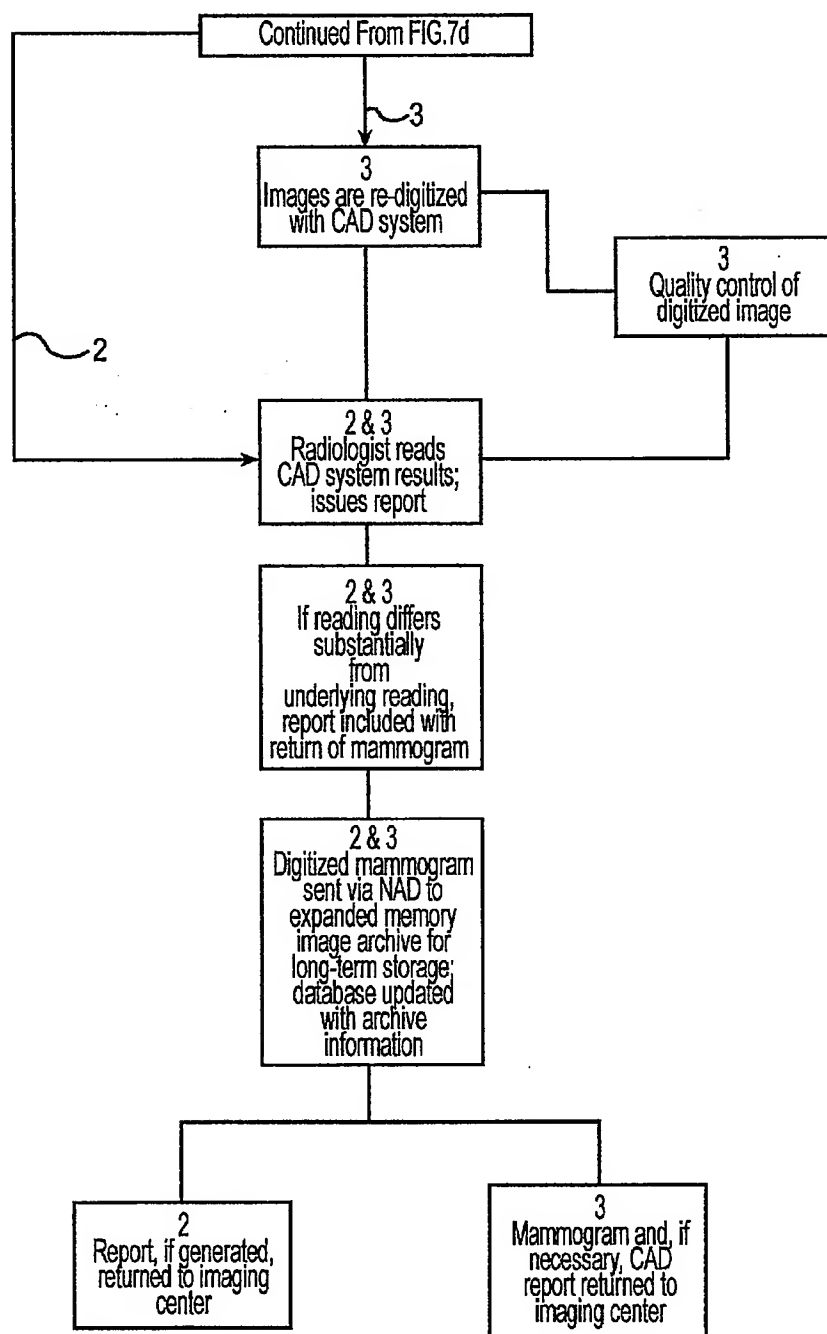 Continued From FIG.7d
3
3
Images are re-digitized
with CAD system
3
Quality control of
digitized image
2
2 & 3
Radiologist reads
CAD system results;
issues report
2 & 3
If reading differs
substantially
from
underlying reading,
report included with
return of mammogram
2 & 3
Digitized mammogram
sent via NAD to
expanded memory
image archive for
long-term storage;
database updated
with archive
information
2
Report, if generated,
returned to imaging
center
3
Mammogram and, if
necessary, CAD
report returned to
imaging center